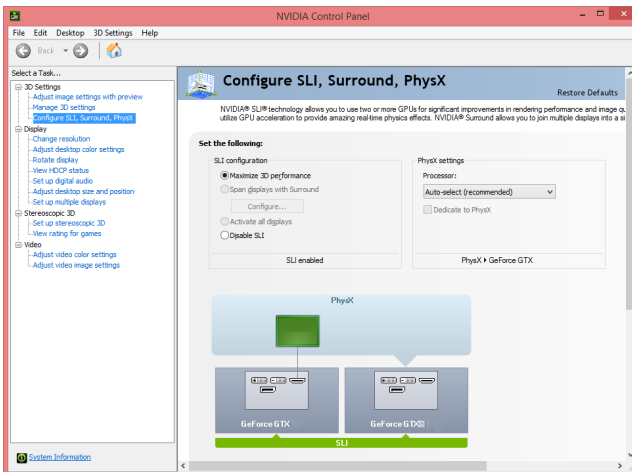 NVIDIA Control Panel
File Edit Desktop 3D Settings Help
Back
Select a Task...
3D Settings
Adjust image settings with preview
Manage 3D settings
Configure SLI, Surround, PhysX
Display
Change resolution
Adjust desktop color settings
Rotate display
View HDCP status
Set up digital audio
Adjust desktop size and position
Set up multiple displays
Stereoscopic 3D
Set up stereoscopic 3D
View rating for games
Video
Adjust video color settings
Adjust video image settings
System Information
Configure SLI, Surround, PhysX
Restore Defaults
NVIDIA® SLI® technology allows you to use two or more GPUs for significant improvements in rendering performance and image qu
utilize GPU acceleration to provide amazing real-time physics effects. NVIDIA® Surround allows you to join multiple displays into a si
Set the following:
SLI configuration
Maximize 3D performance
Span displays with Surround
Configure...
Activate all displays
Disable SLI
SLI enabled
PhysX settings
Processor:
Auto-select (recommended)
Dedicate to PhysX
PhysX GeForce GTX
PhysX
GeForce GTX
GeForce GTX
SLI